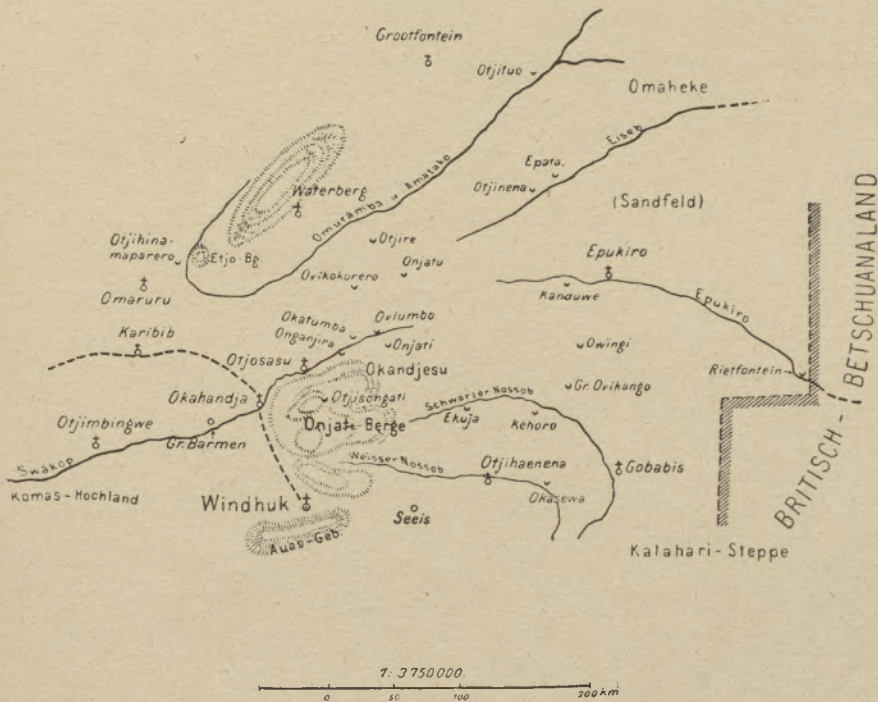 Grootfontein
Otjituo
Omaheke
Eiseb
Epata.
Otjinena
Waterberg
Omuramba u Amatako
(Sandfeld)
Otjihina-
maparero
Etjo-Bg.
Otjire
Onjatu
Ovikokorero
Omaruru
Epukiro
Kanduwe
Epukiro
Karibib
Okatumba
Oviumbo
Onganjira
Onjati
Otjosasu
Okandjesu
Owingi
Rietfontein
Gr. Ovikango
Okahandja
Otjisongati
Schwarzer Nossob
Onjati-Berge
Ekuja
Kehoro
Otjimbingwe
Gr. Barmen
Swakop
Weisser Nossob
Otjihaenena
Gobabis
Komas-Hochland
Okasewa
Windhuk
Seeis
Auas-Geb.
Kalahari-Steppe
BRITISCH-BETSCHUANALAND
1:3750000.
0 50 100 200 km